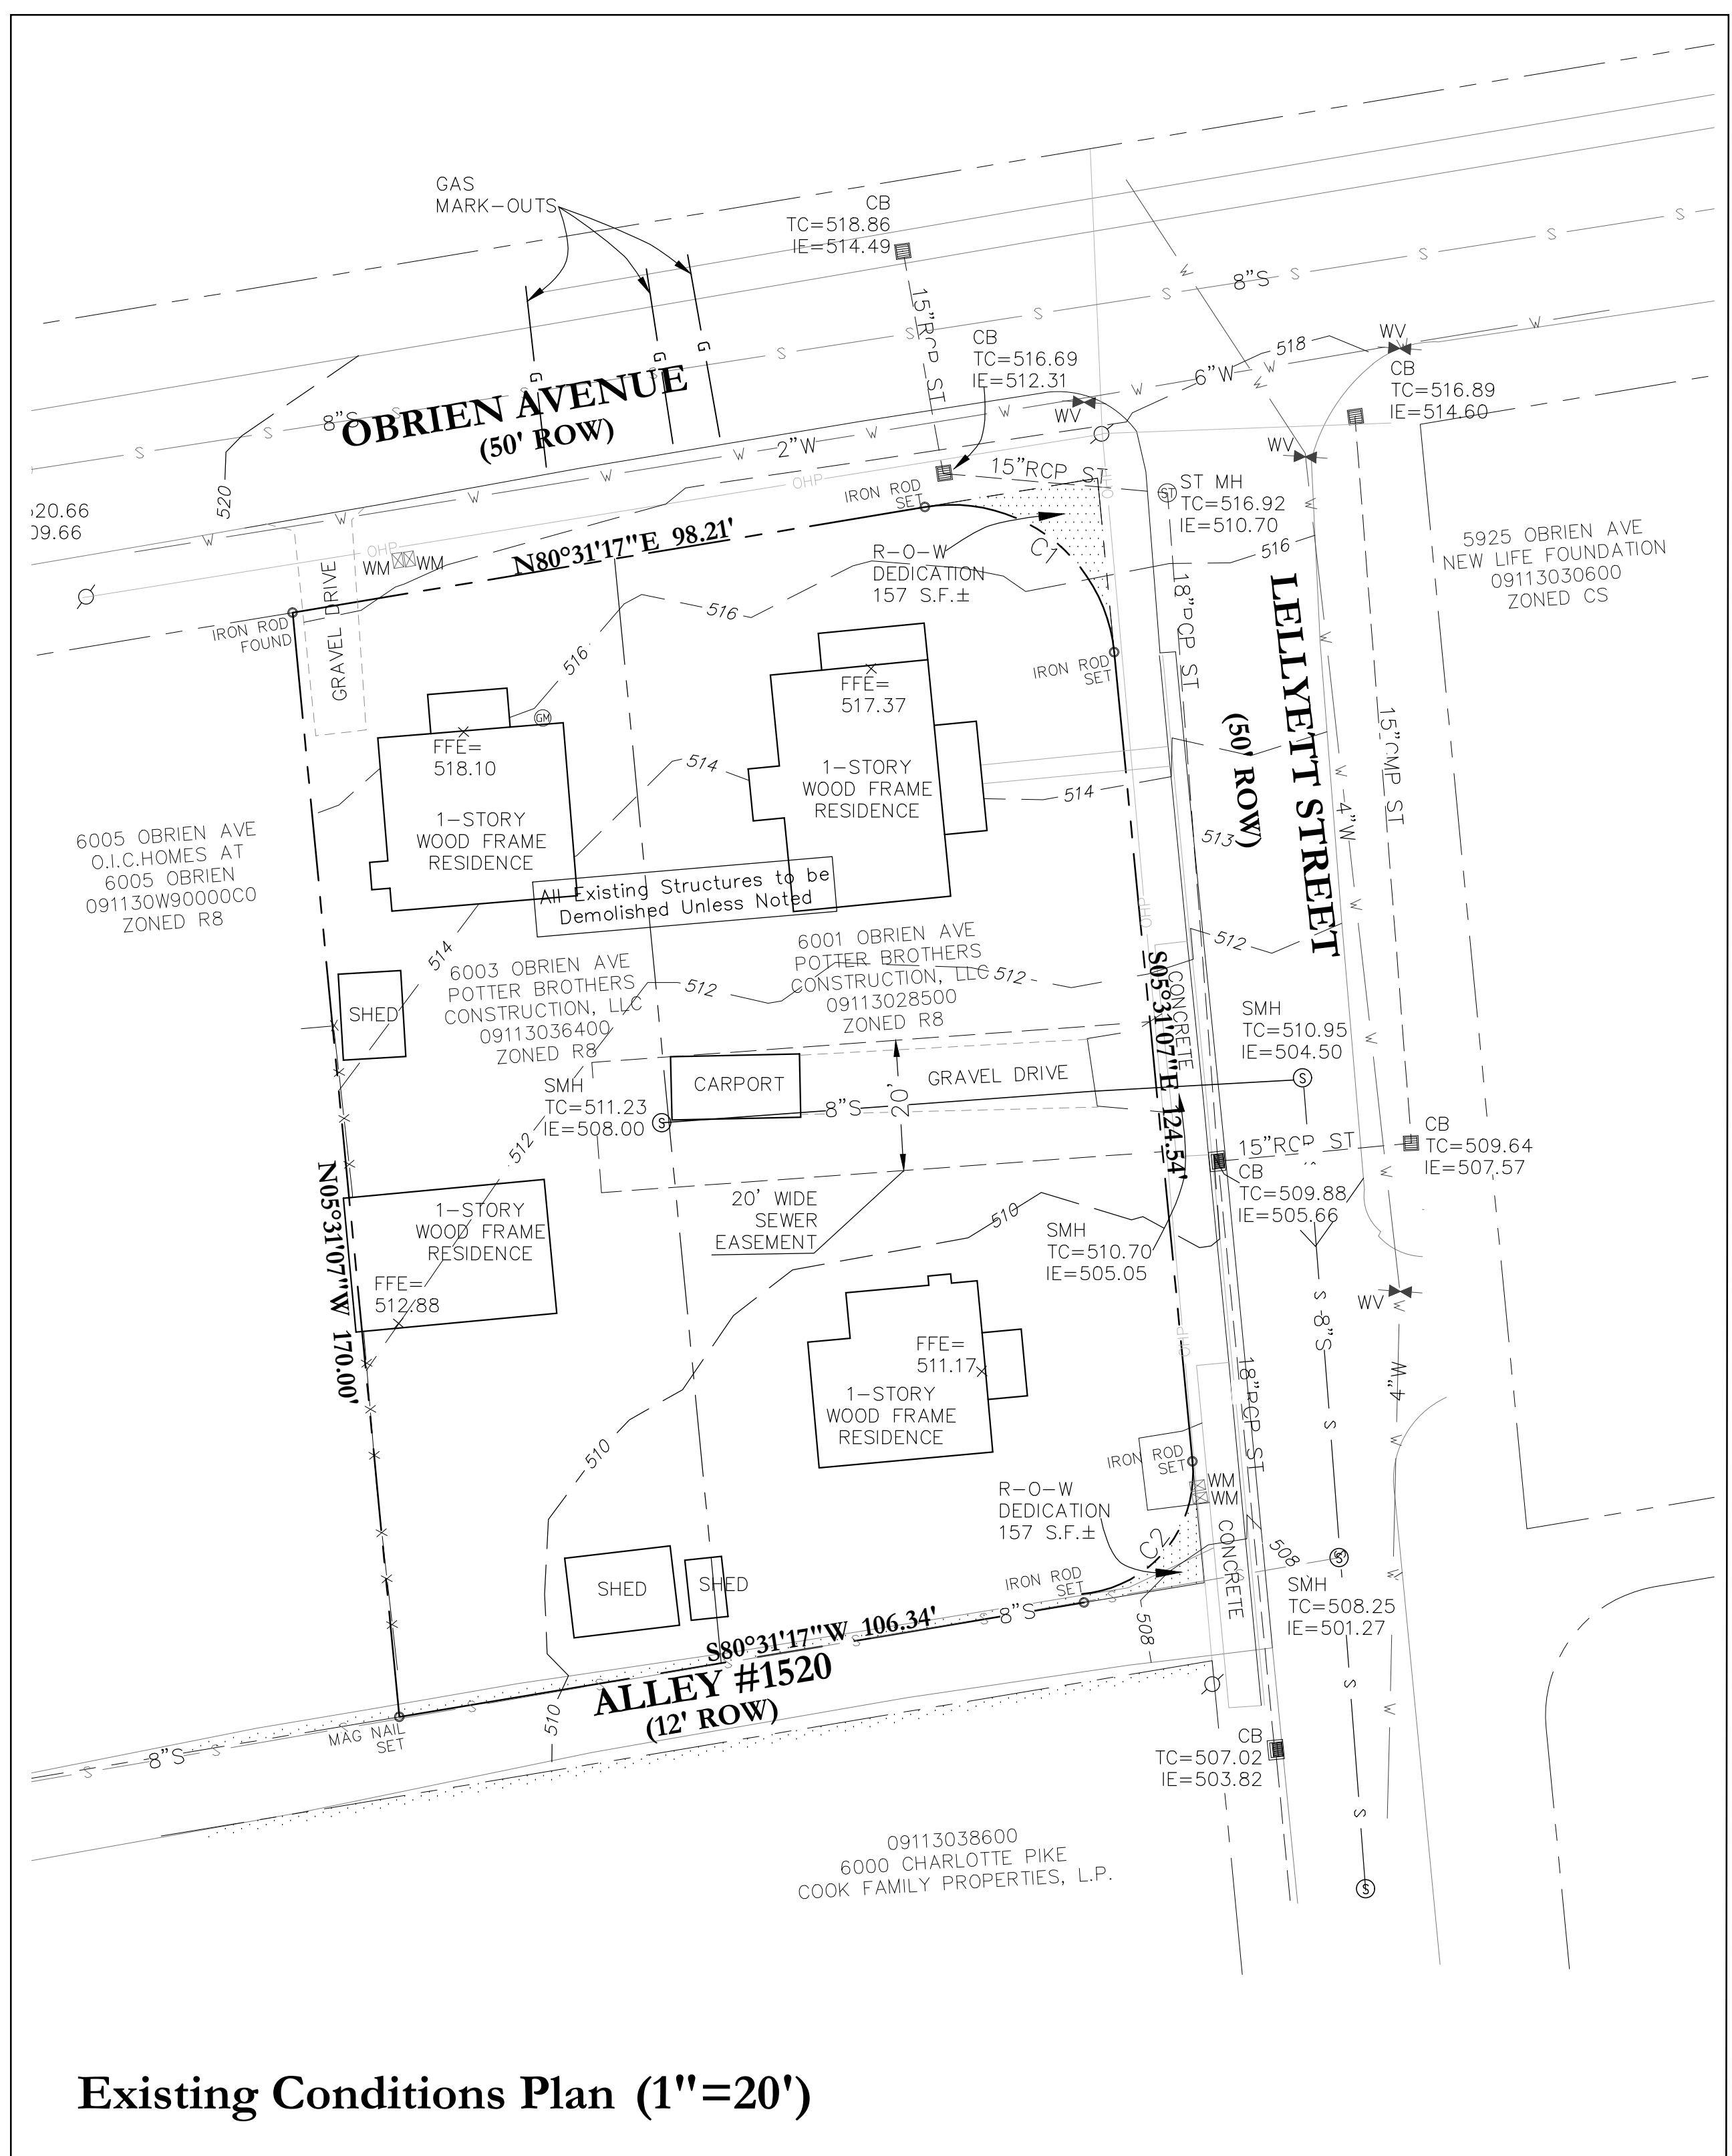 GAS
MARK-OUTS
CB
TC=518.86
IE=514.49
8"S
15"RCP ST
CB
TC=516.69
IE=512.31
518
WV
CB
TC=516.89
IE=514.60
6"W
WV
WV
8"S
OBRIEN AVENUE
(50' ROW)
2"W
520
20.66
09.66
OHP
OHP
15"RCP ST
IRON ROD
SET
ST
ST MH
TC=516.92
IE=510.70
WM
WM
N80°31'17"E 98.21'
C1
R-O-W
DEDICATION
157 S.F.±
516
5925 OBRIEN AVE
NEW LIFE FOUNDATION
09113030600
ZONED CS
GRAVEL DRIVE
IRON ROD
FOUND
516
516
18"RCP ST
LELLYETT STREET
(50' ROW)
IRON ROD
SET
FFE=
517.37
GM
FFE=
518.10
514
1-STORY
WOOD FRAME
RESIDENCE
514
513
4"W
15"CMP ST
1-STORY
WOOD FRAME
RESIDENCE
6005 OBRIEN AVE
O.I.C.HOMES AT
6005 OBRIEN
091130W90000CO
ZONED R8
All Existing Structures to be
Demolished Unless Noted
OHP
514
6003 OBRIEN AVE
POTTER BROTHERS
CONSTRUCTION, LLC
09113036400
ZONED R8
512
6001 OBRIEN AVE
POTTER BROTHERS
CONSTRUCTION, LLC
09113028500
ZONED R8
512
512
CONCRETE
SHED
SMH
TC=510.95
IE=504.50
S
S05°31'07"E 124.54'
CARPORT
GRAVEL DRIVE
SMH
TC=511.23
IE=508.00
S
8"S
20'
512
15"RCP ST
CB
TC=509.64
IE=507.57
CB
TC=509.88
IE=505.66
N05°31'07"W 170.00'
1-STORY
WOOD FRAME
RESIDENCE
FFE=
512.88
20' WIDE
SEWER
EASEMENT
510
SMH
TC=510.70
IE=505.05
WV
8"S
4"W
OHP
FFE=
511.17
1-STORY
WOOD FRAME
RESIDENCE
18"RCP ST
510
IRON ROD
SET
WM
WM
R-O-W
DEDICATION
157 S.F.±
C2
CONCRETE
508
S
SMH
TC=508.25
IE=501.27
SHED
SHED
IRON ROD
SET
8"S
508
S80°31'17"W 106.34'
ALLEY #1520
(12' ROW)
510
MAG NAIL
SET
8"S
CB
TC=507.02
IE=503.82
09113038600
6000 CHARLOTTE PIKE
COOK FAMILY PROPERTIES, L.P.
S
Existing Conditions Plan (1"=20')